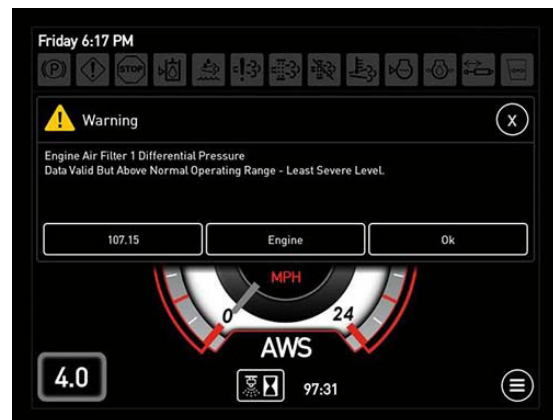 Friday 6:17 PM
(P) STOP
Warning
X
Engine Air Filter 1 Differential Pressure
Data Valid But Above Normal Operating Range - Least Severe Level.
107.15 Engine Ok
MPH
0 24
AWS
4.0 97:31